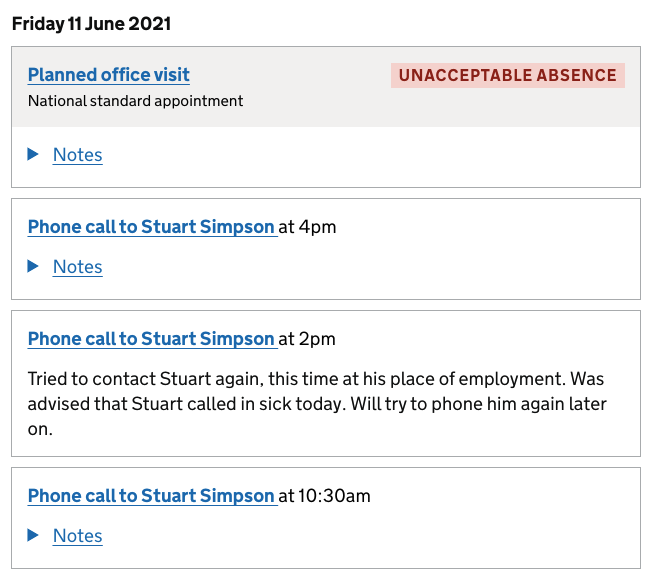 Friday 11 June 2021
Planned office visit
UNACCEPTABLE ABSENCE
National standard appointment
Notes
Phone call to Stuart Simpson at 4pm
Notes
Phone call to Stuart Simpson at 2pm
Tried to contact Stuart again, this time at his place of employment. Was
advised that Stuart called in sick today. Will try to phone him again later
on.
Phone call to Stuart Simpson at 10:30am
Notes